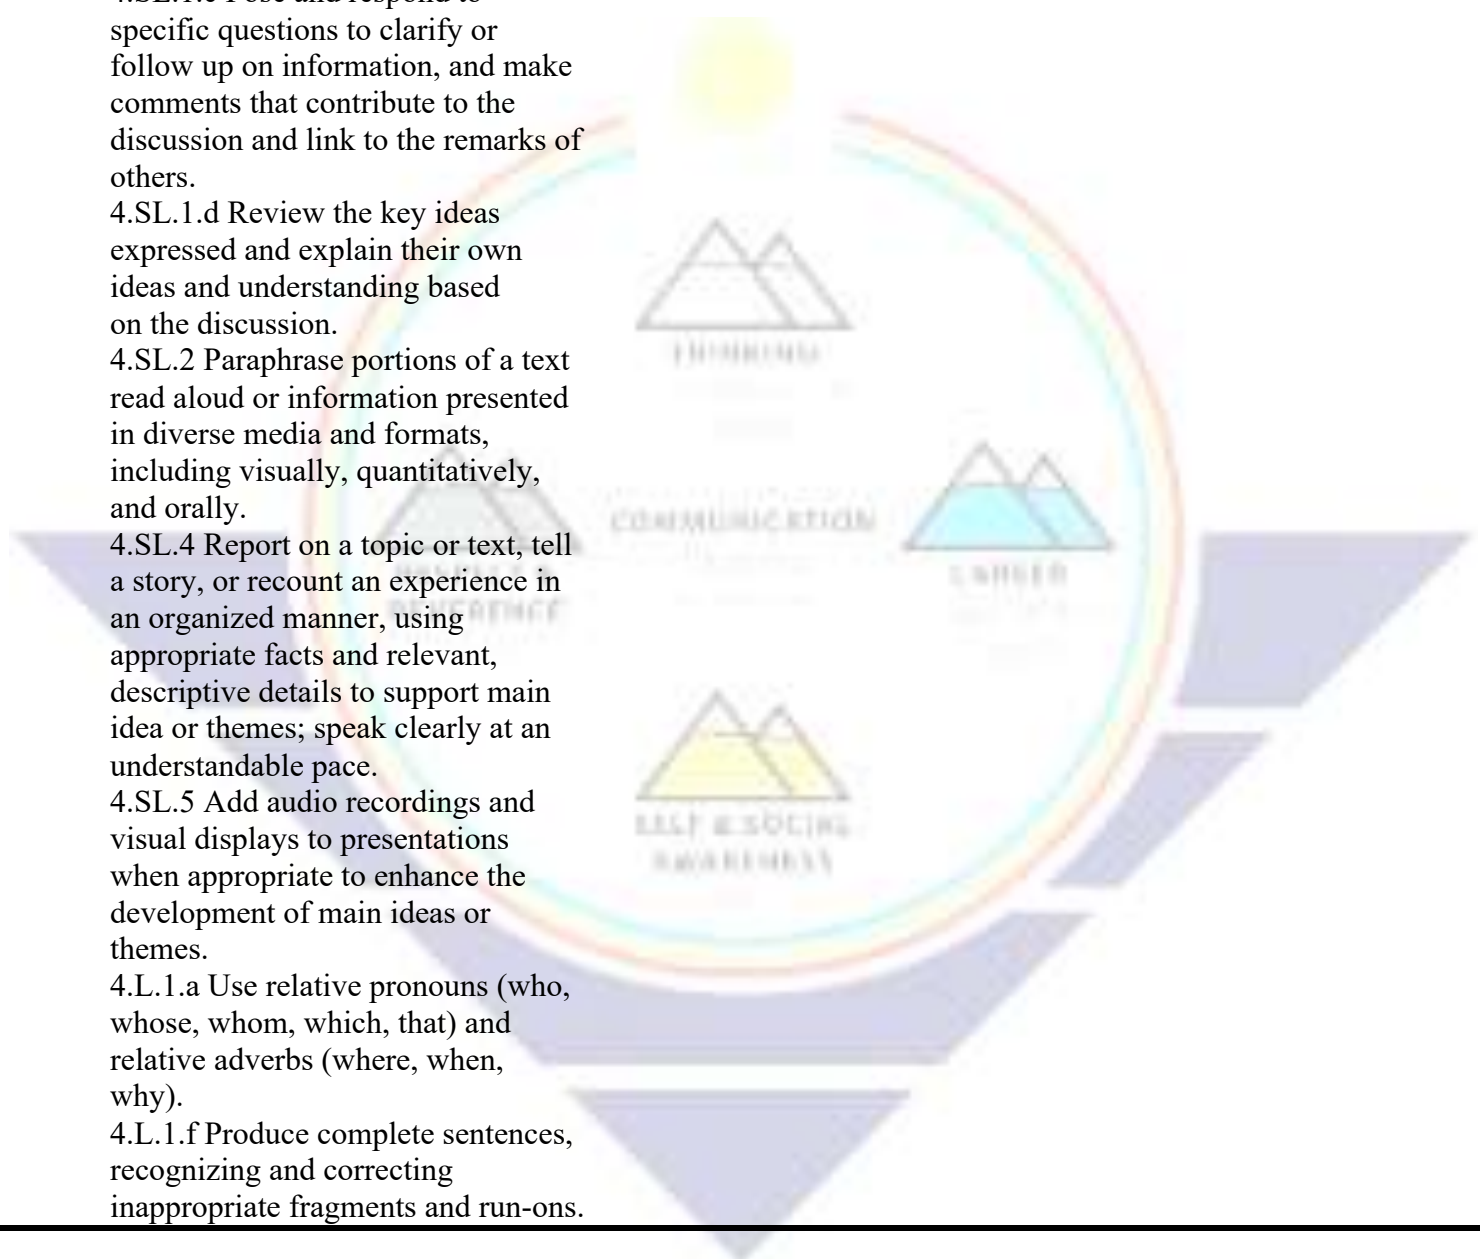 4.SL.1.c Pose and respond to
specific questions to clarify or
follow up on information, and make
comments that contribute to the
discussion and link to the remarks of
others.
4.SL.1.d Review the key ideas
expressed and explain their own
ideas and understanding based
on the discussion.
4.SL.2 Paraphrase portions of a text
read aloud or information presented
in diverse media and formats,
including visually, quantitatively,
and orally.
4.SL.4 Report on a topic or text, tell
a story, or recount an experience in
an organized manner, using
appropriate facts and relevant,
descriptive details to support main
idea or themes; speak clearly at an
understandable pace.
4.SL.5 Add audio recordings and
visual displays to presentations
when appropriate to enhance the
development of main ideas or
themes.
4.L.1.a Use relative pronouns (who,
whose, whom, which, that) and
relative adverbs (where, when,
why).
4.L.1.f Produce complete sentences,
recognizing and correcting
inappropriate fragments and run-ons.
THINKING
COMMUNICATION
REVERENCE
CAREER
SELF & SOCIAL
AWARENESS